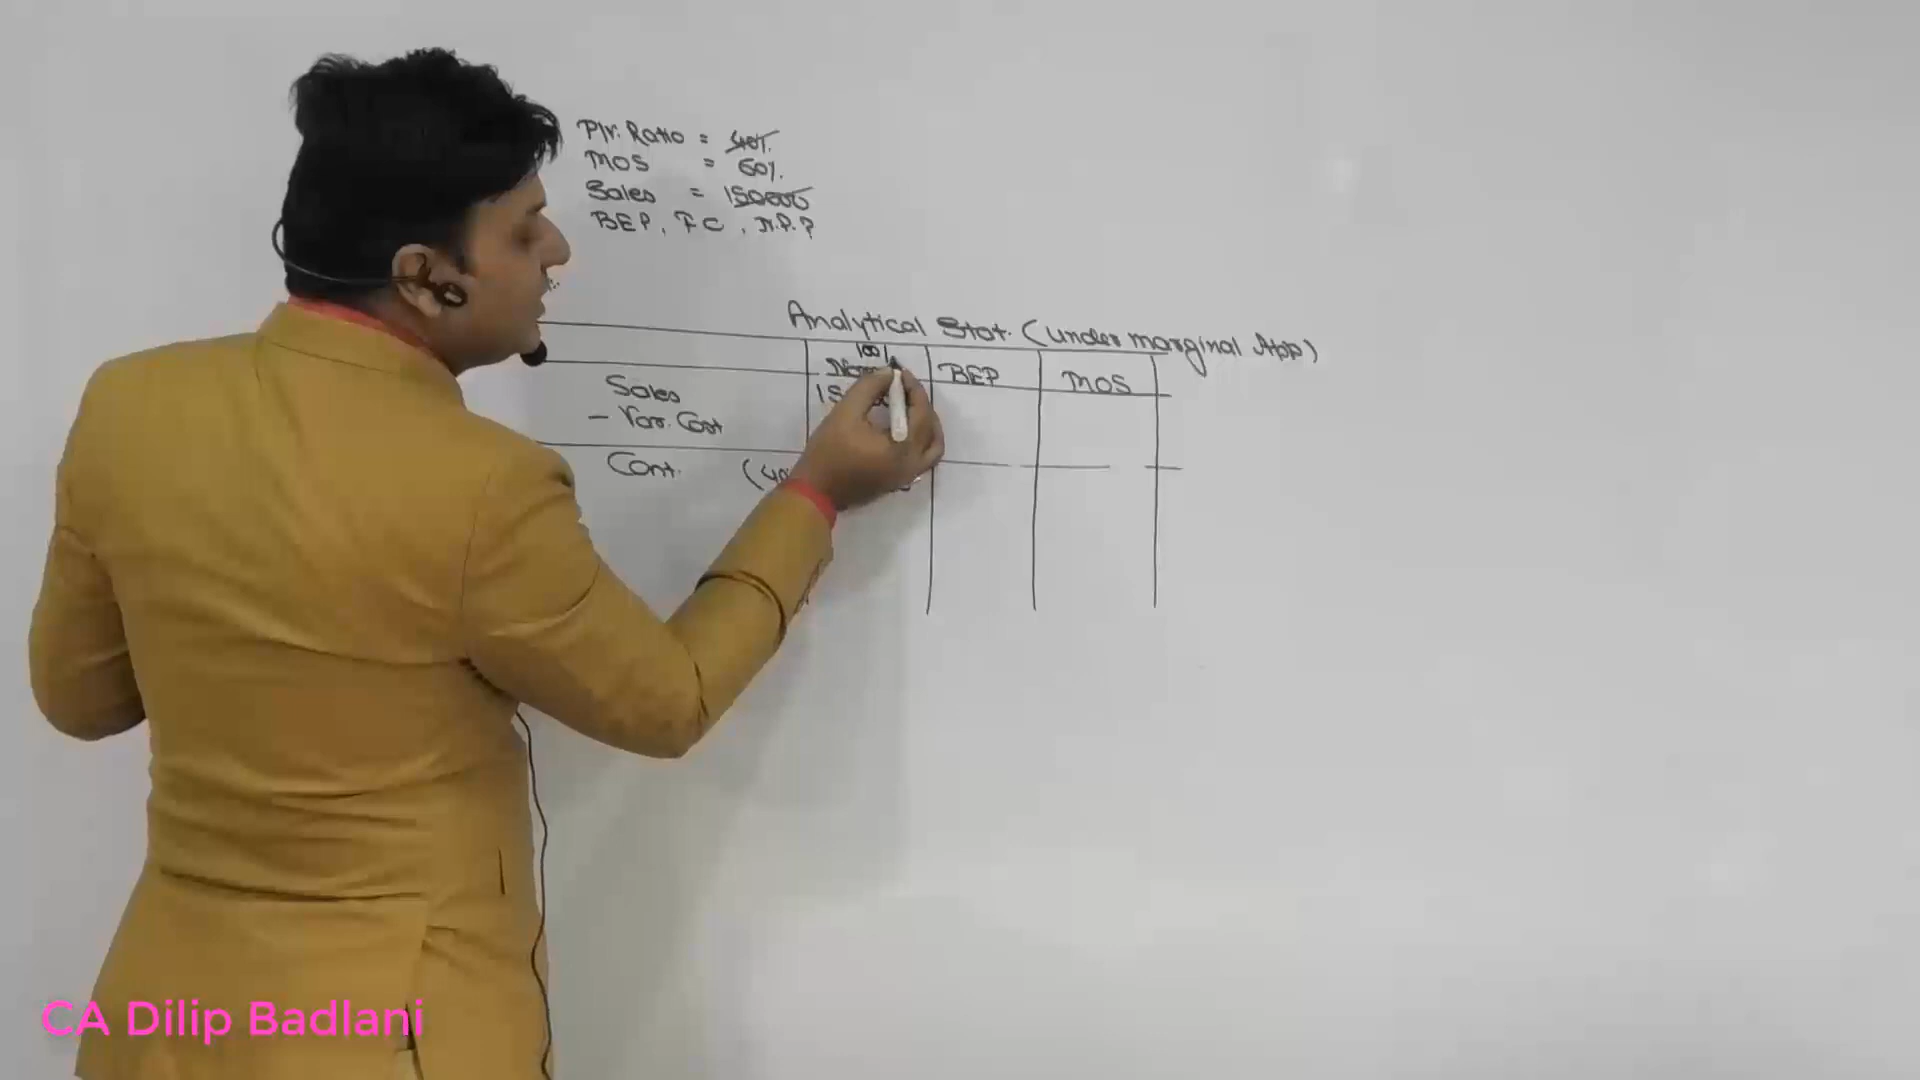 P/V. Ratio = 40%.
MOS = 60%.
Sales = 150000
BEP, FC, N.P.?
Analytical Stat. (under marginal App)
100%
BEP
MOS
Sales
- Var. Cost
Cont.
CA Dilip Badlani